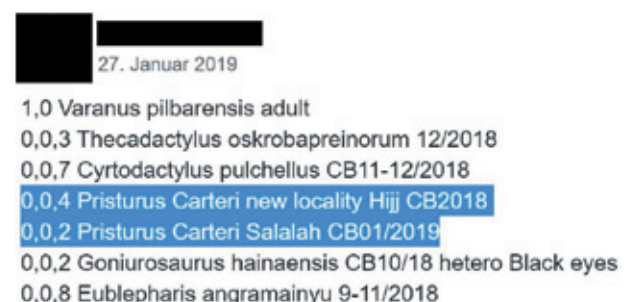 27. Januar 2019
1,0 Varanus pilbarensis adult
0,0,3 Thecadactylus oskrobapreinorum 12/2018
0,0,7 Cyrtodactylus pulchellus CB11-12/2018
0,0,4 Pristurus Carteri new locality Hijj CB2018
0,0,2 Pristurus Carteri Salalah CB01/2019
0,0,2 Goniurosaurus hainaensis CB10/18 hetero Black eyes
0,0,8 Eublepharis angramainyu 9-11/2018